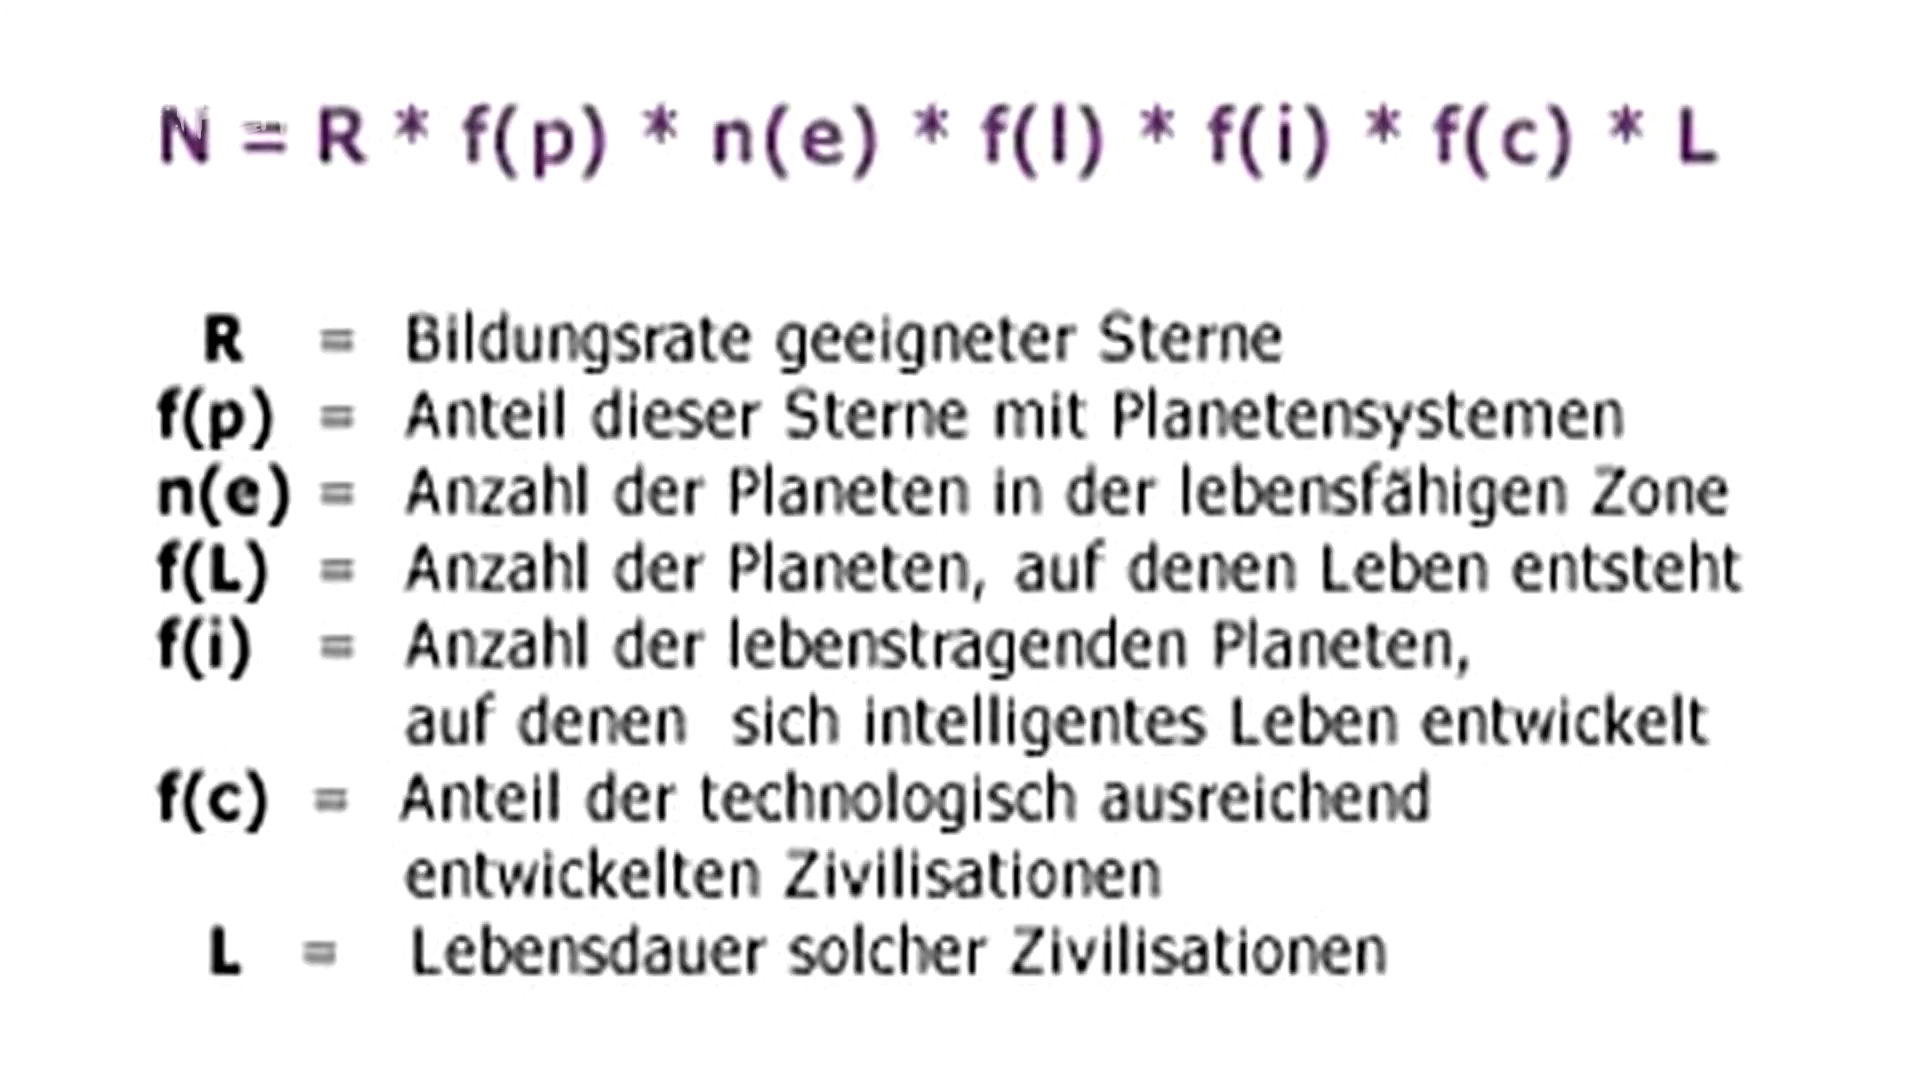 N = R * f(p) * n(e) * f(l) * f(i) * f(c) * L
R = Bildungsrate geeigneter Sterne
f(p) = Anteil dieser Sterne mit Planetensystemen
n(e) = Anzahl der Planeten in der lebensfähigen Zone
f(L) = Anzahl der Planeten, auf denen Leben entsteht
f(i) = Anzahl der lebenstragenden Planeten,
auf denen sich intelligentes Leben entwickelt
f(c) = Anteil der technologisch ausreichend
entwickelten Zivilisationen
L = Lebensdauer solcher Zivilisationen